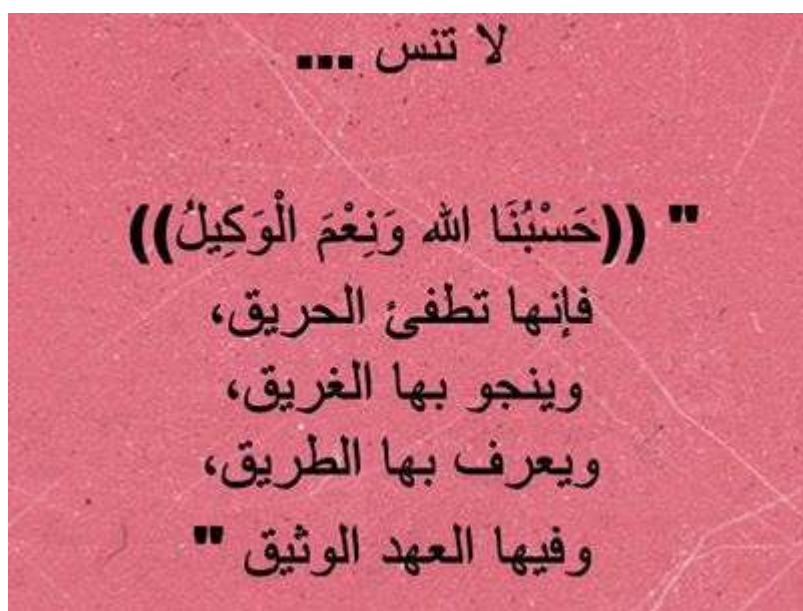 لا تنس ...
" ((حَسْبُنَا الله وَنِعْمَ الْوَكِيلُ))
فإنها تطفئ الحريق،
وينجو بها الغريق،
ويعرف بها الطريق،
وفيها العهد الوثيق "